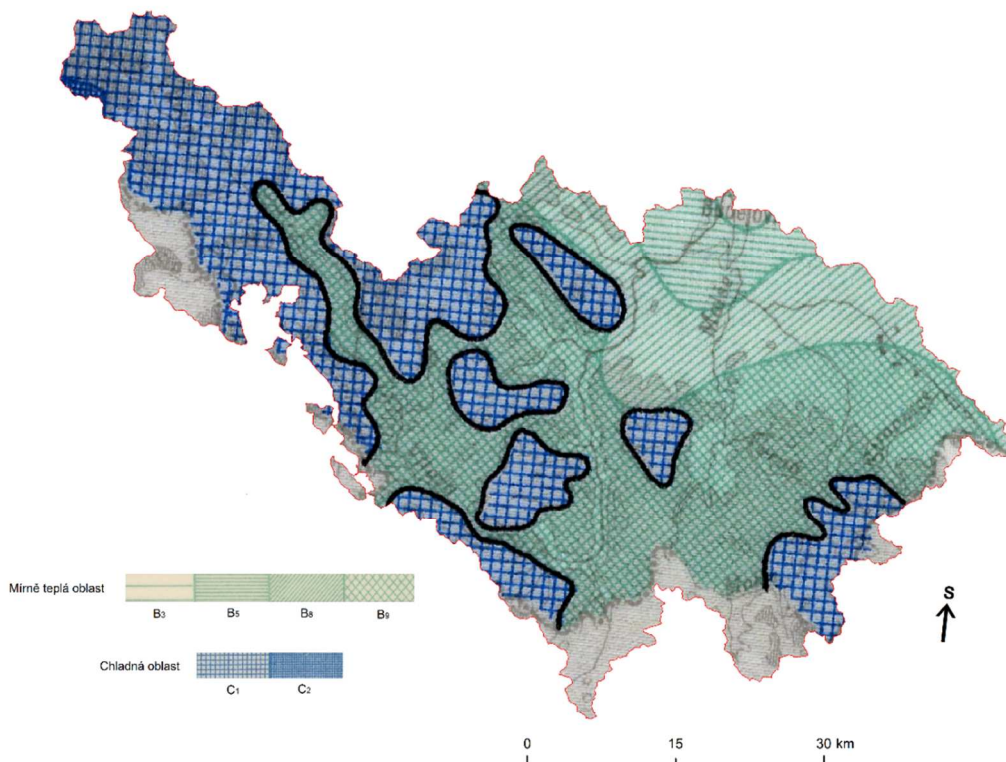 S
Mírně teplá oblast
B3 B5 B8 B9
Chladná oblast
C1 C2
0 15 30 km